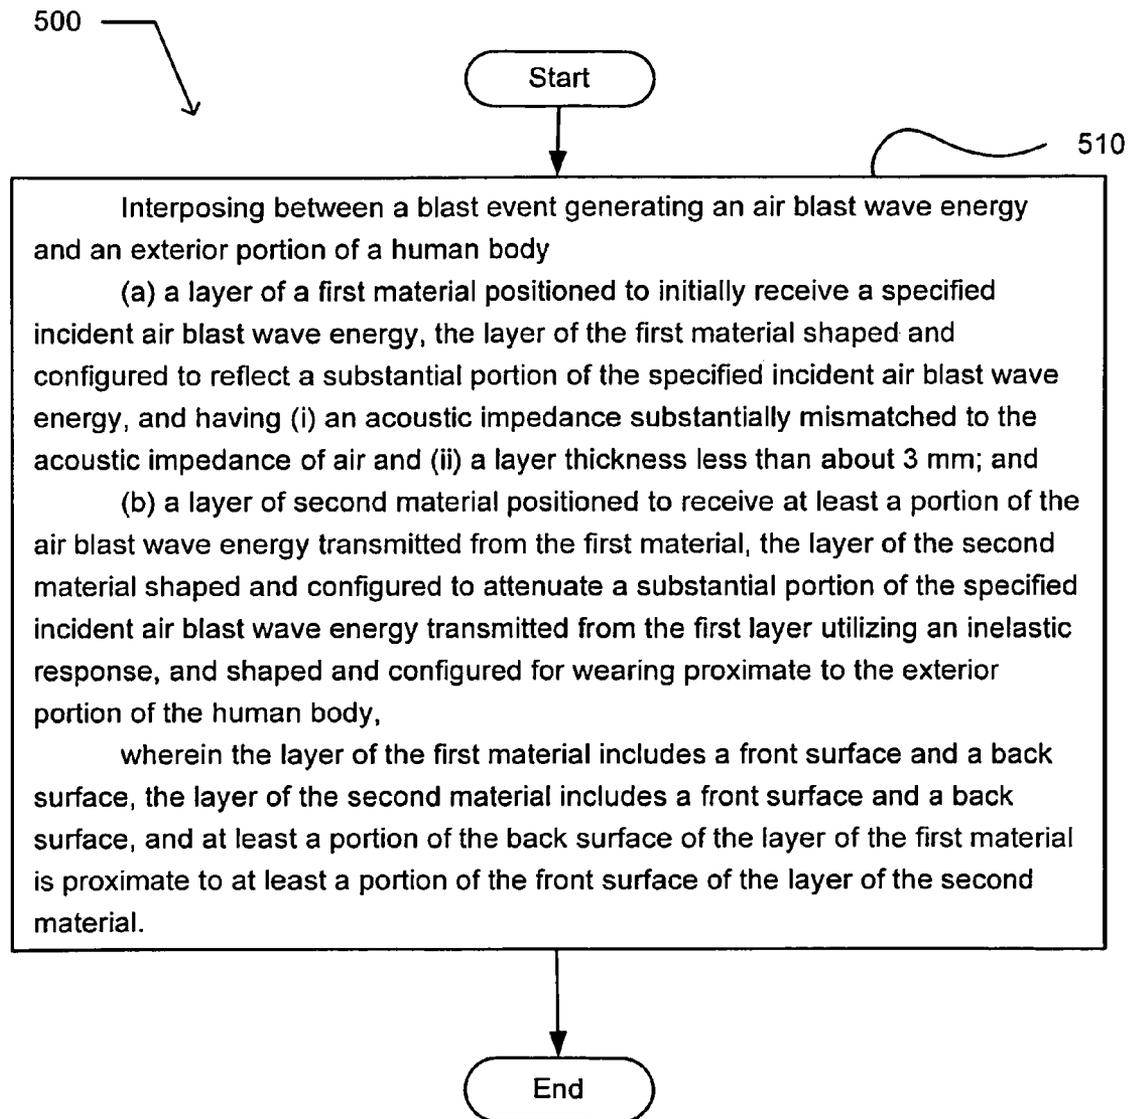 500
Start
510
Interposing between a blast event generating an air blast wave energy
and an exterior portion of a human body
(a) a layer of a first material positioned to initially receive a specified
incident air blast wave energy, the layer of the first material shaped and
configured to reflect a substantial portion of the specified incident air blast wave
energy, and having (i) an acoustic impedance substantially mismatched to the
acoustic impedance of air and (ii) a layer thickness less than about 3 mm; and
(b) a layer of second material positioned to receive at least a portion of the
air blast wave energy transmitted from the first material, the layer of the second
material shaped and configured to attenuate a substantial portion of the specified
incident air blast wave energy transmitted from the first layer utilizing an inelastic
response, and shaped and configured for wearing proximate to the exterior
portion of the human body,
wherein the layer of the first material includes a front surface and a back
surface, the layer of the second material includes a front surface and a back
surface, and at least a portion of the back surface of the layer of the first material
is proximate to at least a portion of the front surface of the layer of the second
material.
End